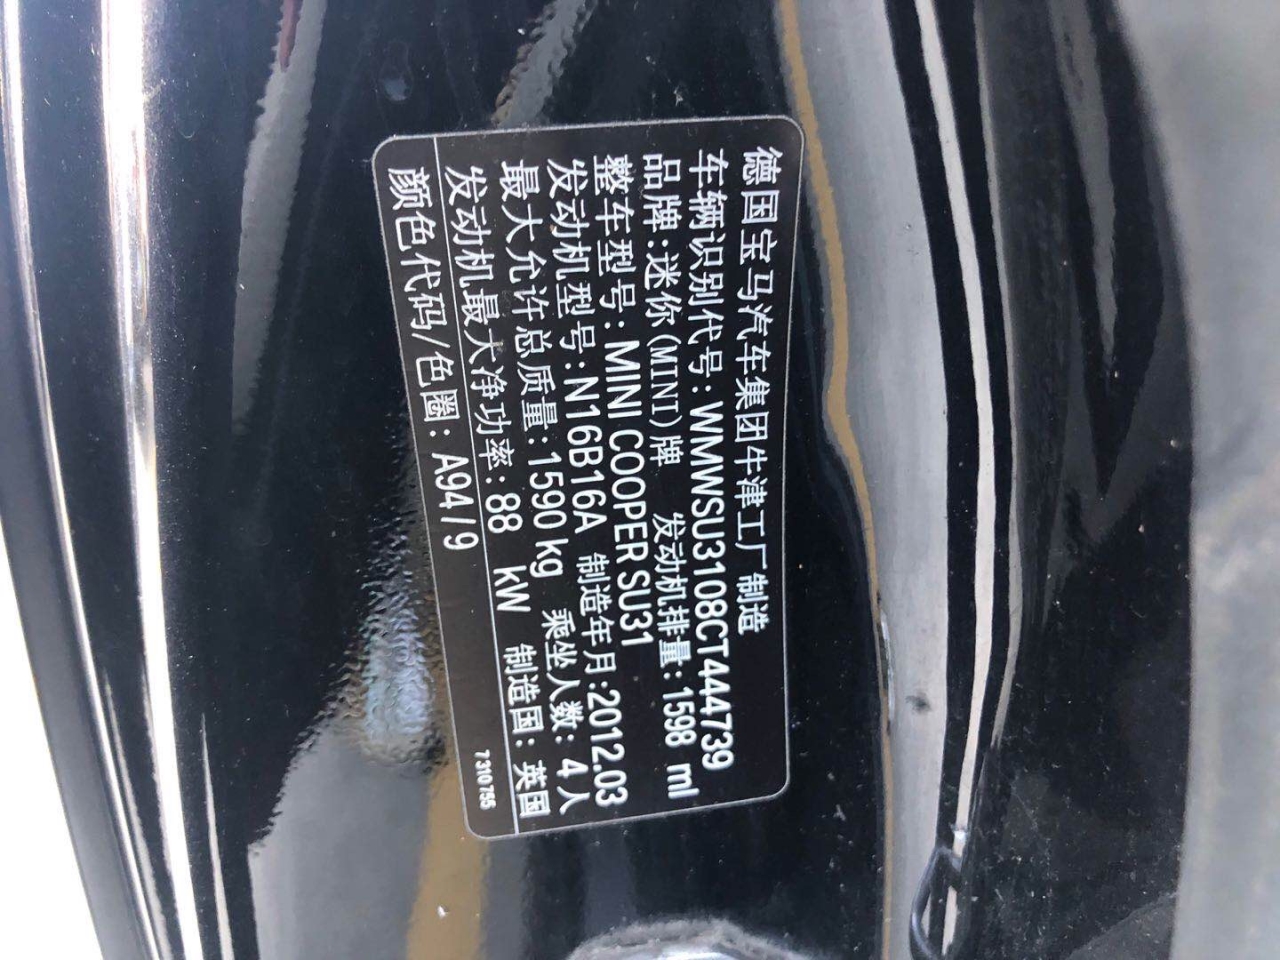 德国宝马汽车集团牛津工厂制造
车辆识别代号: WMWSU3108CT444739
品牌:迷你(MINI)牌 发动机排量: 1598 ml
整车型号: MINI COOPER SU31
发动机型号: N16B16A 制造年月:2012.03
最大允许总质量: 1590 kg 乘坐人数: 4人
发动机最大净功率: 88 kW 制造国: 英国
颜色代码/色圈: A94/9 7310755